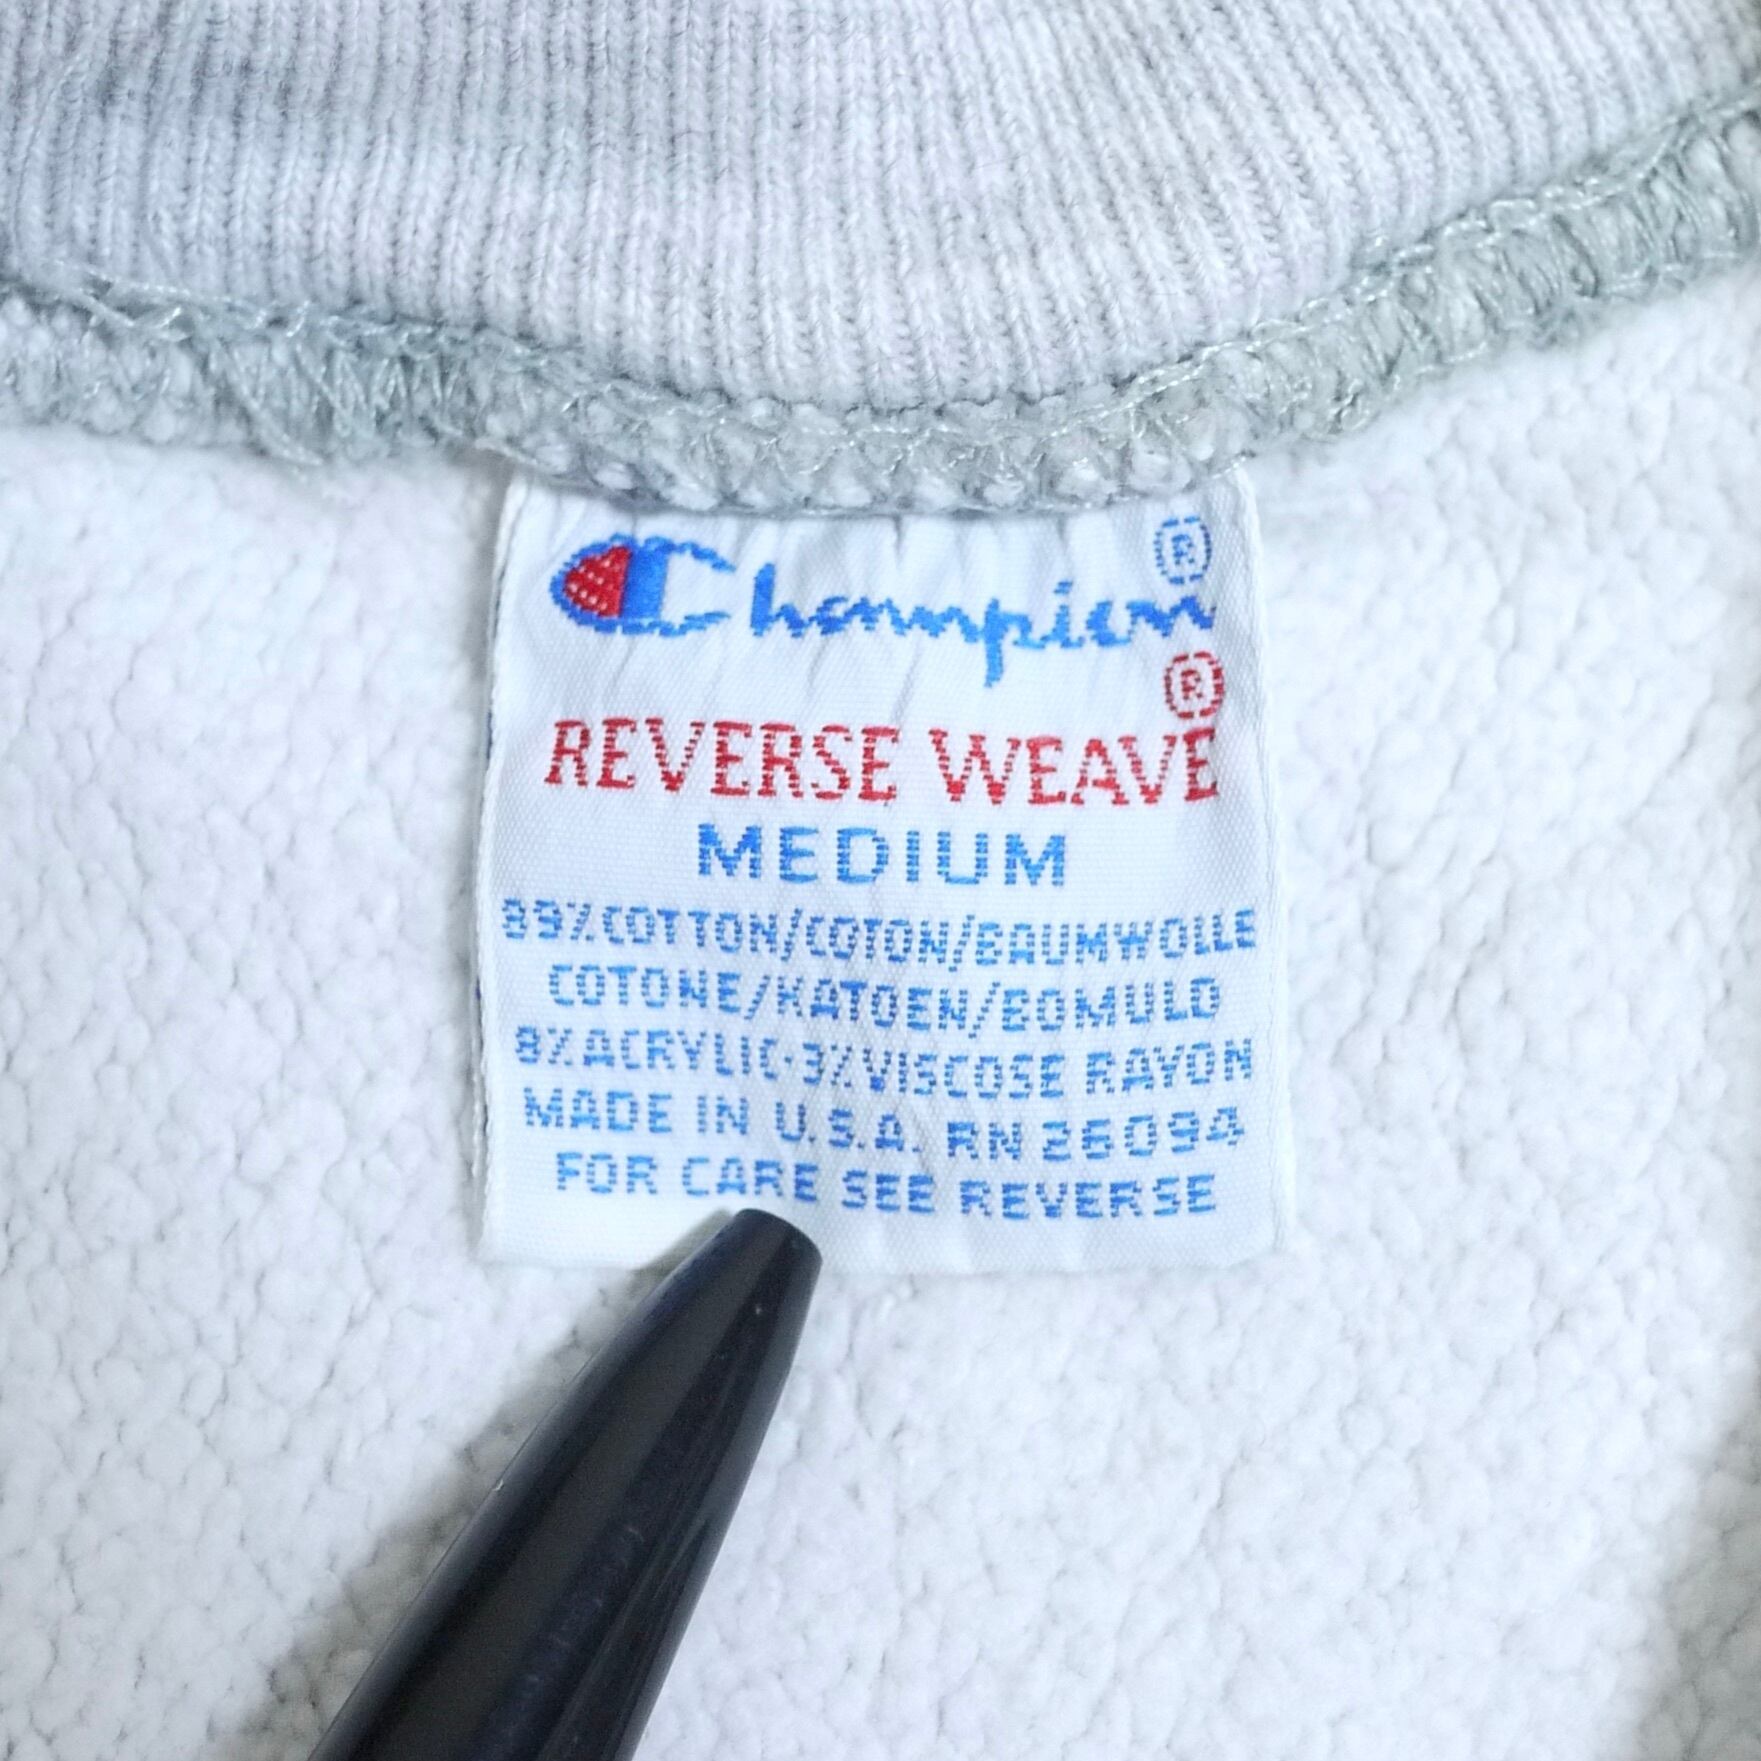 Champion®
REVERSE WEAVE®
MEDIUM
89%COTTON/COTON/BAUMWOLLE
COTONE/KATOEN/BOMULD
8%ACRYLIC·3%VISCOSE RAYON
MADE IN U.S.A. RN 26094
FOR CARE SEE REVERSE